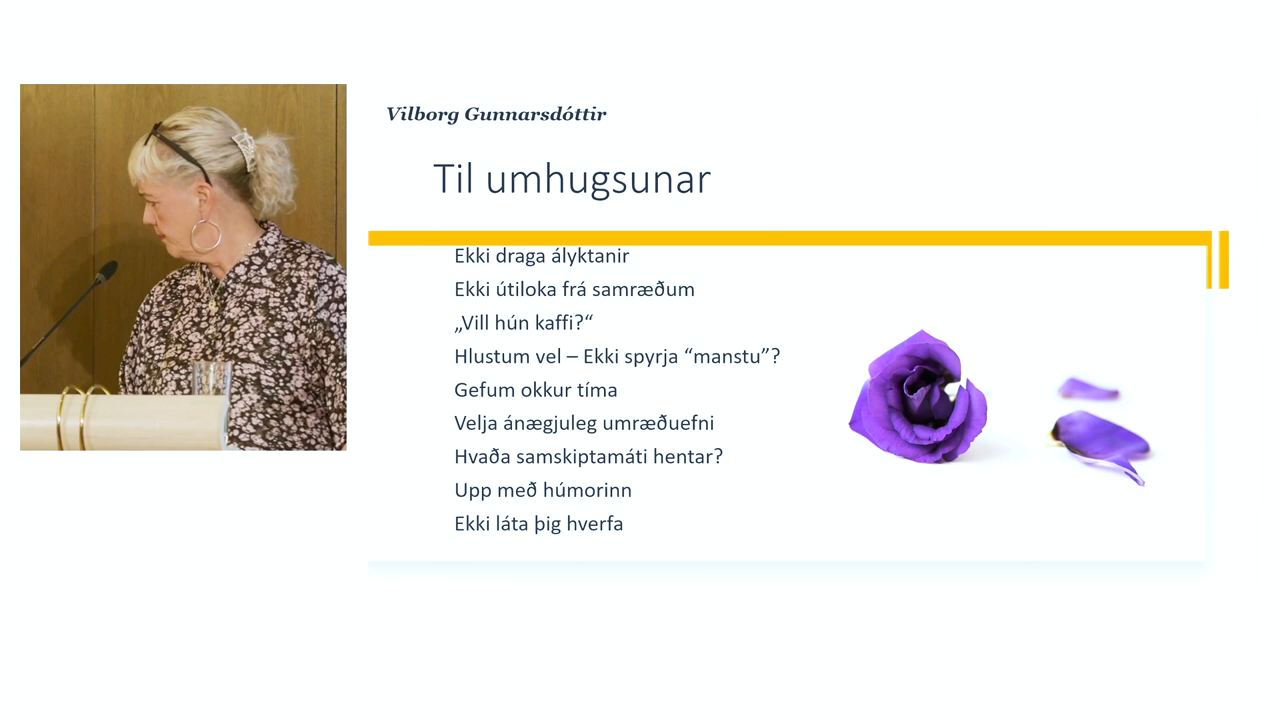 Vilborg Gunnarsdóttir
Til umhugsunar
Ekki draga ályktanir
Ekki útiloka frá samræðum
„Vill hún kaffi?“
Hlustum vel – Ekki spyrja “manstu”?
Gefum okkur tíma
Velja ánægjuleg umræðuefni
Hvaða samskiptamáti hentar?
Upp með húmorinn
Ekki láta þig hverfa